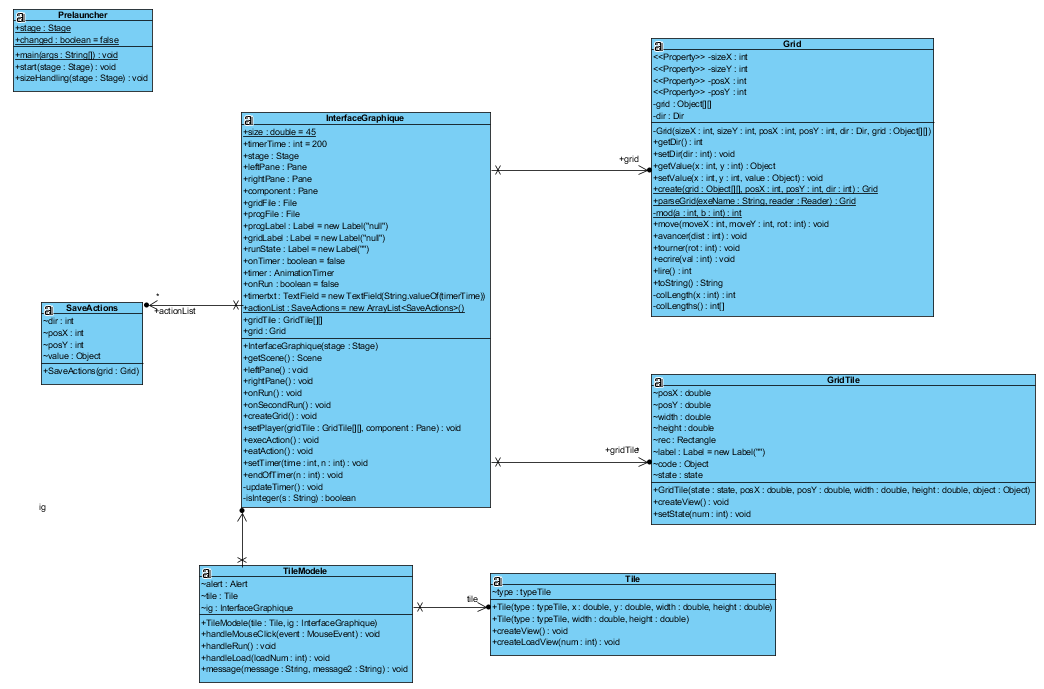 Prelauncher
+stage : Stage
+changed : boolean = false
+main(args : String[]) : void
+start(stage : Stage) : void
+sizeHandling(stage : Stage) : void
Grid
<<Property>> -sizeX : int
<<Property>> -sizeY : int
<<Property>> -posX : int
<<Property>> -posY : int
-grid : Object[][]
-dir : Dir
-Grid(sizeX : int, sizeY : int, posX : int, posY : int, dir : Dir, grid : Object[][])
+getDir() : int
+setDir(dir : int) : void
+getValue(x : int, y : int) : Object
+setValue(x : int, y : int, value : Object) : void
+create(grid : Object[][], posX : int, posY : int, dir : int) : Grid
+parseGrid(exeName : String, reader : Reader) : Grid
-mod(a : int, b : int) : int
+move(moveX : int, moveY : int, rot : int) : void
+avancer(dist : int) : void
+tourner(rot : int) : void
+ecrire(val : int) : void
+lire() : int
+toString() : String
-colLength(x : int) : int
-colLengths() : int[]
InterfaceGraphique
+size : double = 45
+timerTime : int = 200
+stage : Stage
+leftPane : Pane
+rightPane : Pane
+component : Pane
+gridFile : File
+progFile : File
+progLabel : Label = new Label("null")
+gridLabel : Label = new Label("null")
+runState : Label = new Label("")
+onTimer : boolean = false
+timer : AnimationTimer
+onRun : boolean = false
+timertxt : TextField = new TextField(String.valueOf(timerTime))
+actionList : SaveActions = new ArrayList<SaveActions>()
+gridTile : GridTile[][]
+grid : Grid
+InterfaceGraphique(stage : Stage)
+getScene() : Scene
+leftPane() : void
+rightPane() : void
+onRun() : void
+onSecondRun() : void
+createGrid() : void
+setPlayer(gridTile : GridTile[][], component : Pane) : void
+execAction() : void
+eatAction() : void
+setTimer(time : int, n : int) : void
+endOfTimer(n : int) : void
-updateTimer() : void
-isInteger(s : String) : boolean
+grid
*
+actionList
SaveActions
~dir : int
~posX : int
~posY : int
~value : Object
+SaveActions(grid : Grid)
+gridTile
*
GridTile
~posX : double
~posY : double
~width : double
~height : double
~rec : Rectangle
~label : Label = new Label("")
~code : Object
~state : state
+GridTile(state : state, posX : double, posY : double, width : double, height : double, object : Object)
+createView() : void
+setState(num : int) : void
ig
TileModele
~alert : Alert
~tile : Tile
~ig : InterfaceGraphique
+TileModele(tile : Tile, ig : InterfaceGraphique)
+handleMouseClick(event : MouseEvent) : void
+handleRun() : void
+handleLoad(loadNum : int) : void
+message(message : String, message2 : String) : void
tile
Tile
~type : typeTile
+Tile(type : typeTile, x : double, y : double, width : double, height : double)
+Tile(type : typeTile, width : double, height : double)
+createView() : void
+createLoadView(num : int) : void